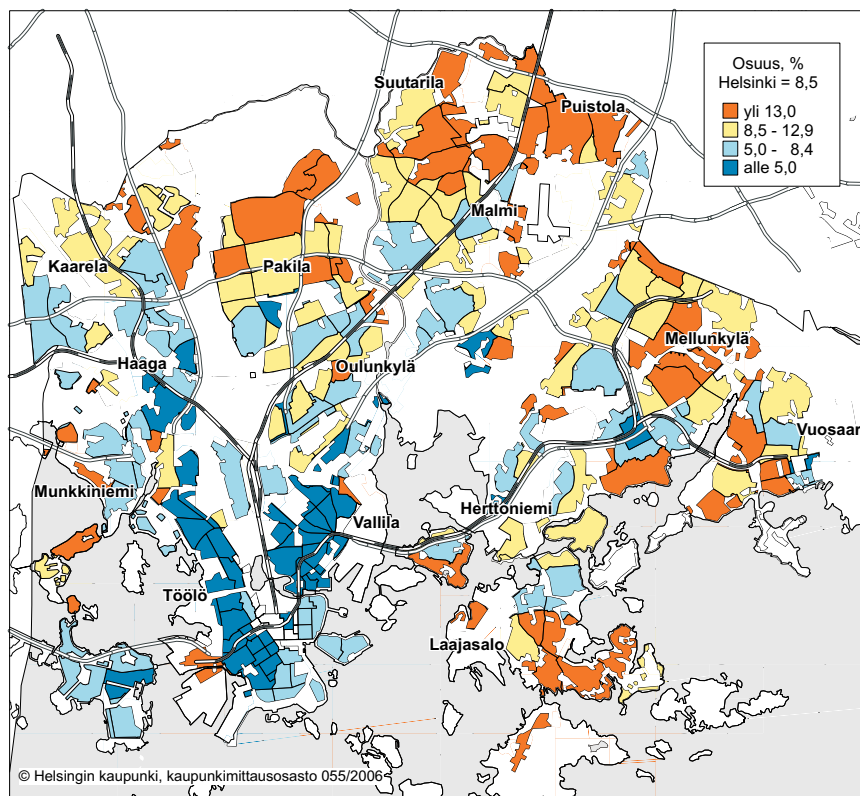 Osuus, %
Helsinki = 8,5
yli 13,0
8,5 - 12,9
5,0 - 8,4
alle 5,0
Suutarila
Puistola
Malmi
Kaarela
Pakila
Mellunkylä
Haaga
Oulunkylä
Vuosaar
Munkkiniemi
Vallila
Herttoniemi
Töölö
Laajasalo
© Helsingin kaupunki, kaupunkimittausosasto 055/2006